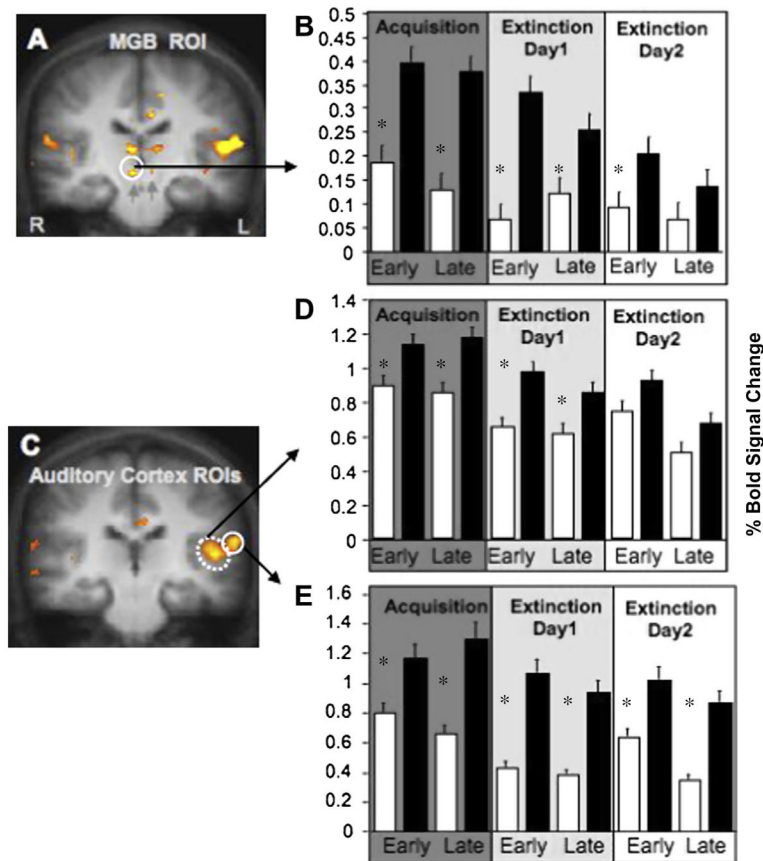 A
MGB ROI
R
L
B
Acquisition
Extinction
Day1
Extinction
Day2
0.5
0.45
0.4
0.35
0.3
0.25
0.2
0.15
0.1
0.05
0
*
*
*
*
*
Early Late
Early Late
Early Late
C
Auditory Cortex ROIs
D
Acquisition
Extinction
Day1
Extinction
Day2
1.4
1.2
1
0.8
0.6
0.4
0.2
0
*
*
*
*
Early Late
Early Late
Early Late
% Bold Signal Change
E
Acquisition
Extinction
Day1
Extinction
Day2
1.6
1.4
1.2
1
0.8
0.6
0.4
0.2
0
*
*
*
*
*
*
Early Late
Early Late
Early Late